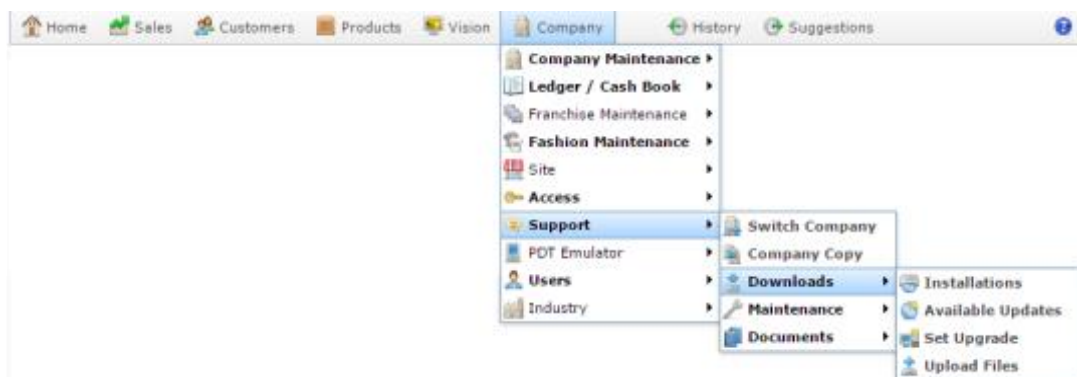 Home Sales Customers Products Vision Company History Suggestions
Company Maintenance
Ledger / Cash Book
Franchise Maintenance
Fashion Maintenance
Site
Access
Support
PDT Emulator
Users
Industry
Switch Company
Company Copy
Downloads
Maintenance
Documents
Installations
Available Updates
Set Upgrade
Upload Files